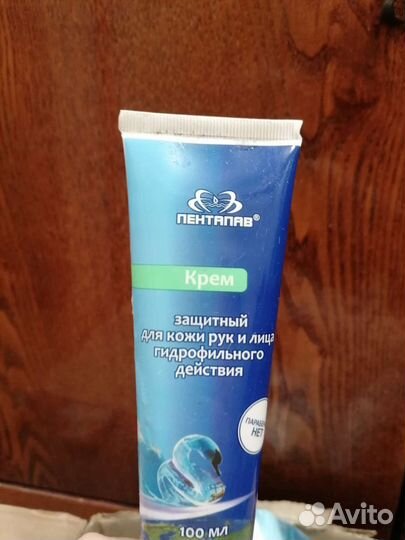 ПЕНТАПАВ®
Крем
защитный
для кожи рук и лица
гидрофильного
действия
НЕТ
100 мл
Avito